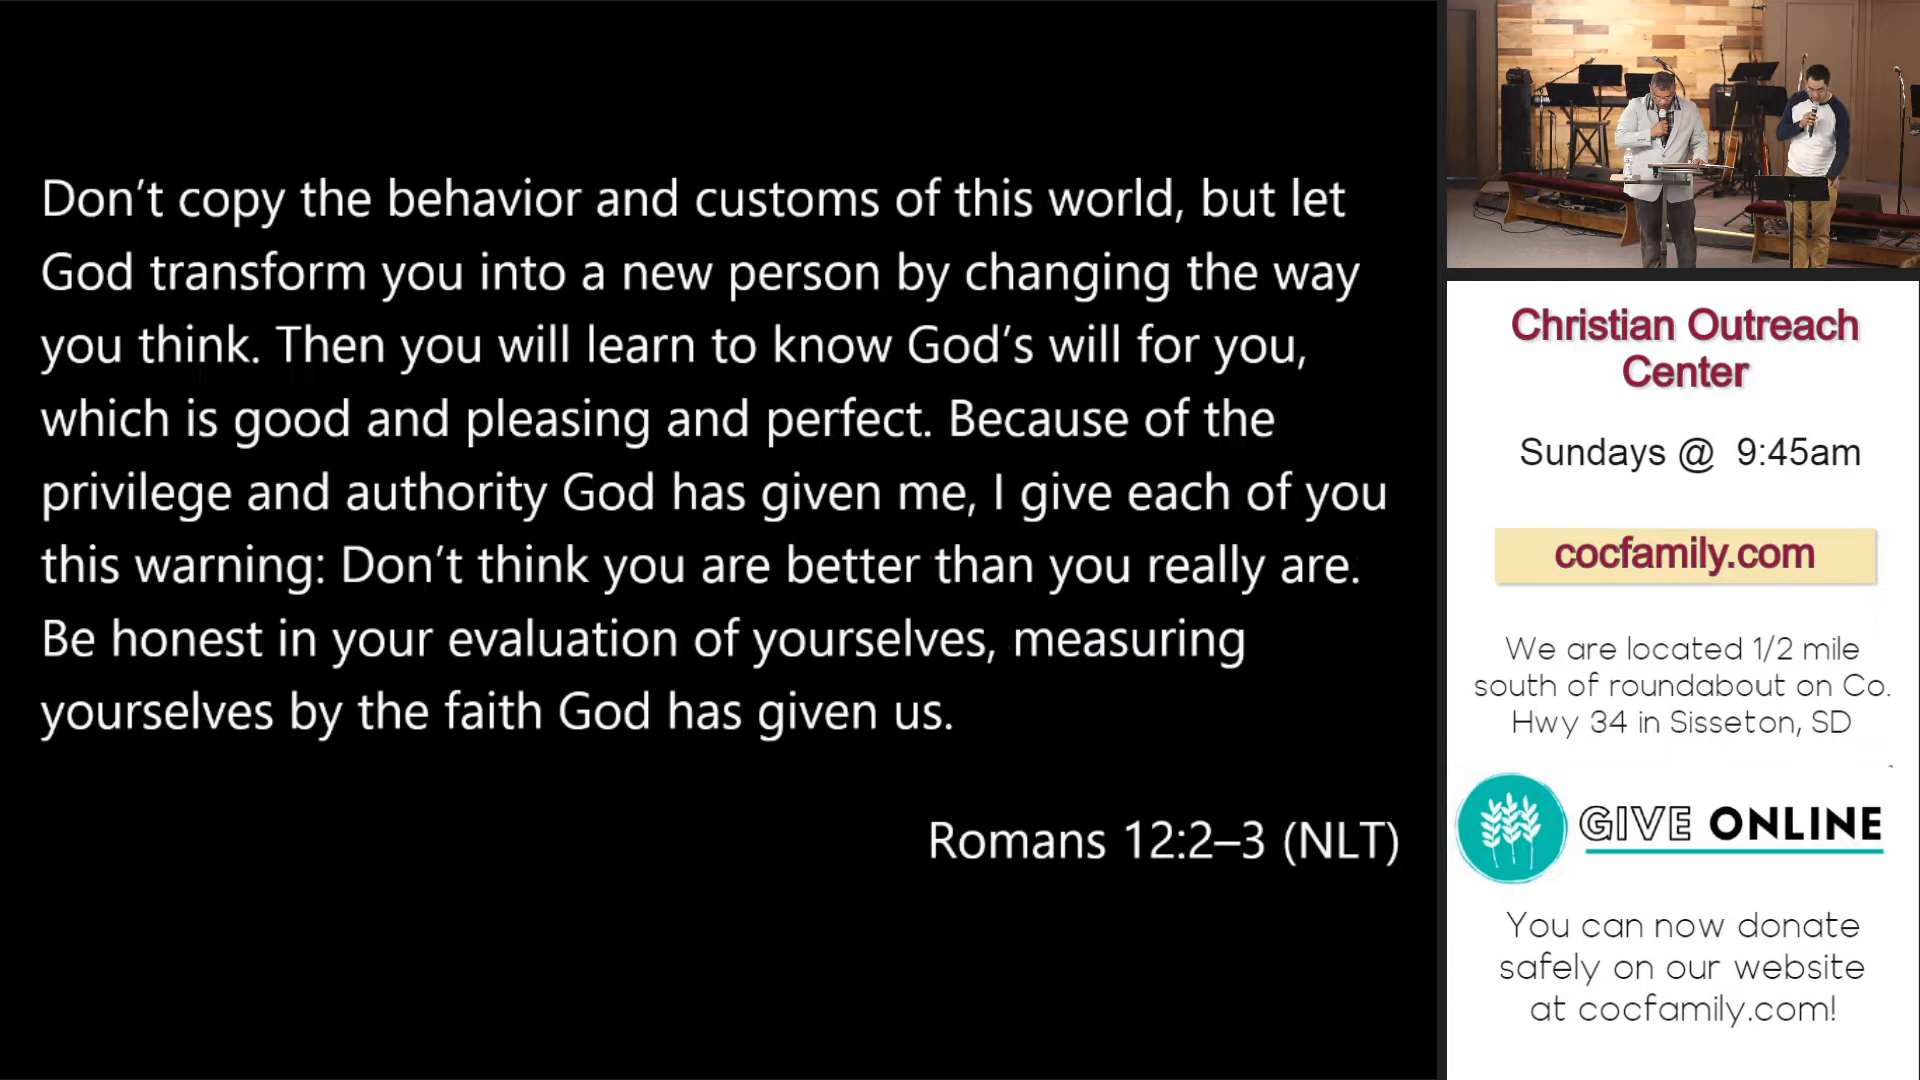 Don’t copy the behavior and customs of this world, but let
God transform you into a new person by changing the way
you think. Then you will learn to know God’s will for you,
which is good and pleasing and perfect. Because of the
privilege and authority God has given me, I give each of you
this warning: Don’t think you are better than you really are.
Be honest in your evaluation of yourselves, measuring
yourselves by the faith God has given us.
Romans 12:2–3 (NLT)
Christian Outreach
Center
Sundays @ 9:45am
cocfamily.com
We are located 1/2 mile
south of roundabout on Co.
Hwy 34 in Sisseton, SD
GIVE ONLINE
You can now donate
safely on our website
at cocfamily.com!